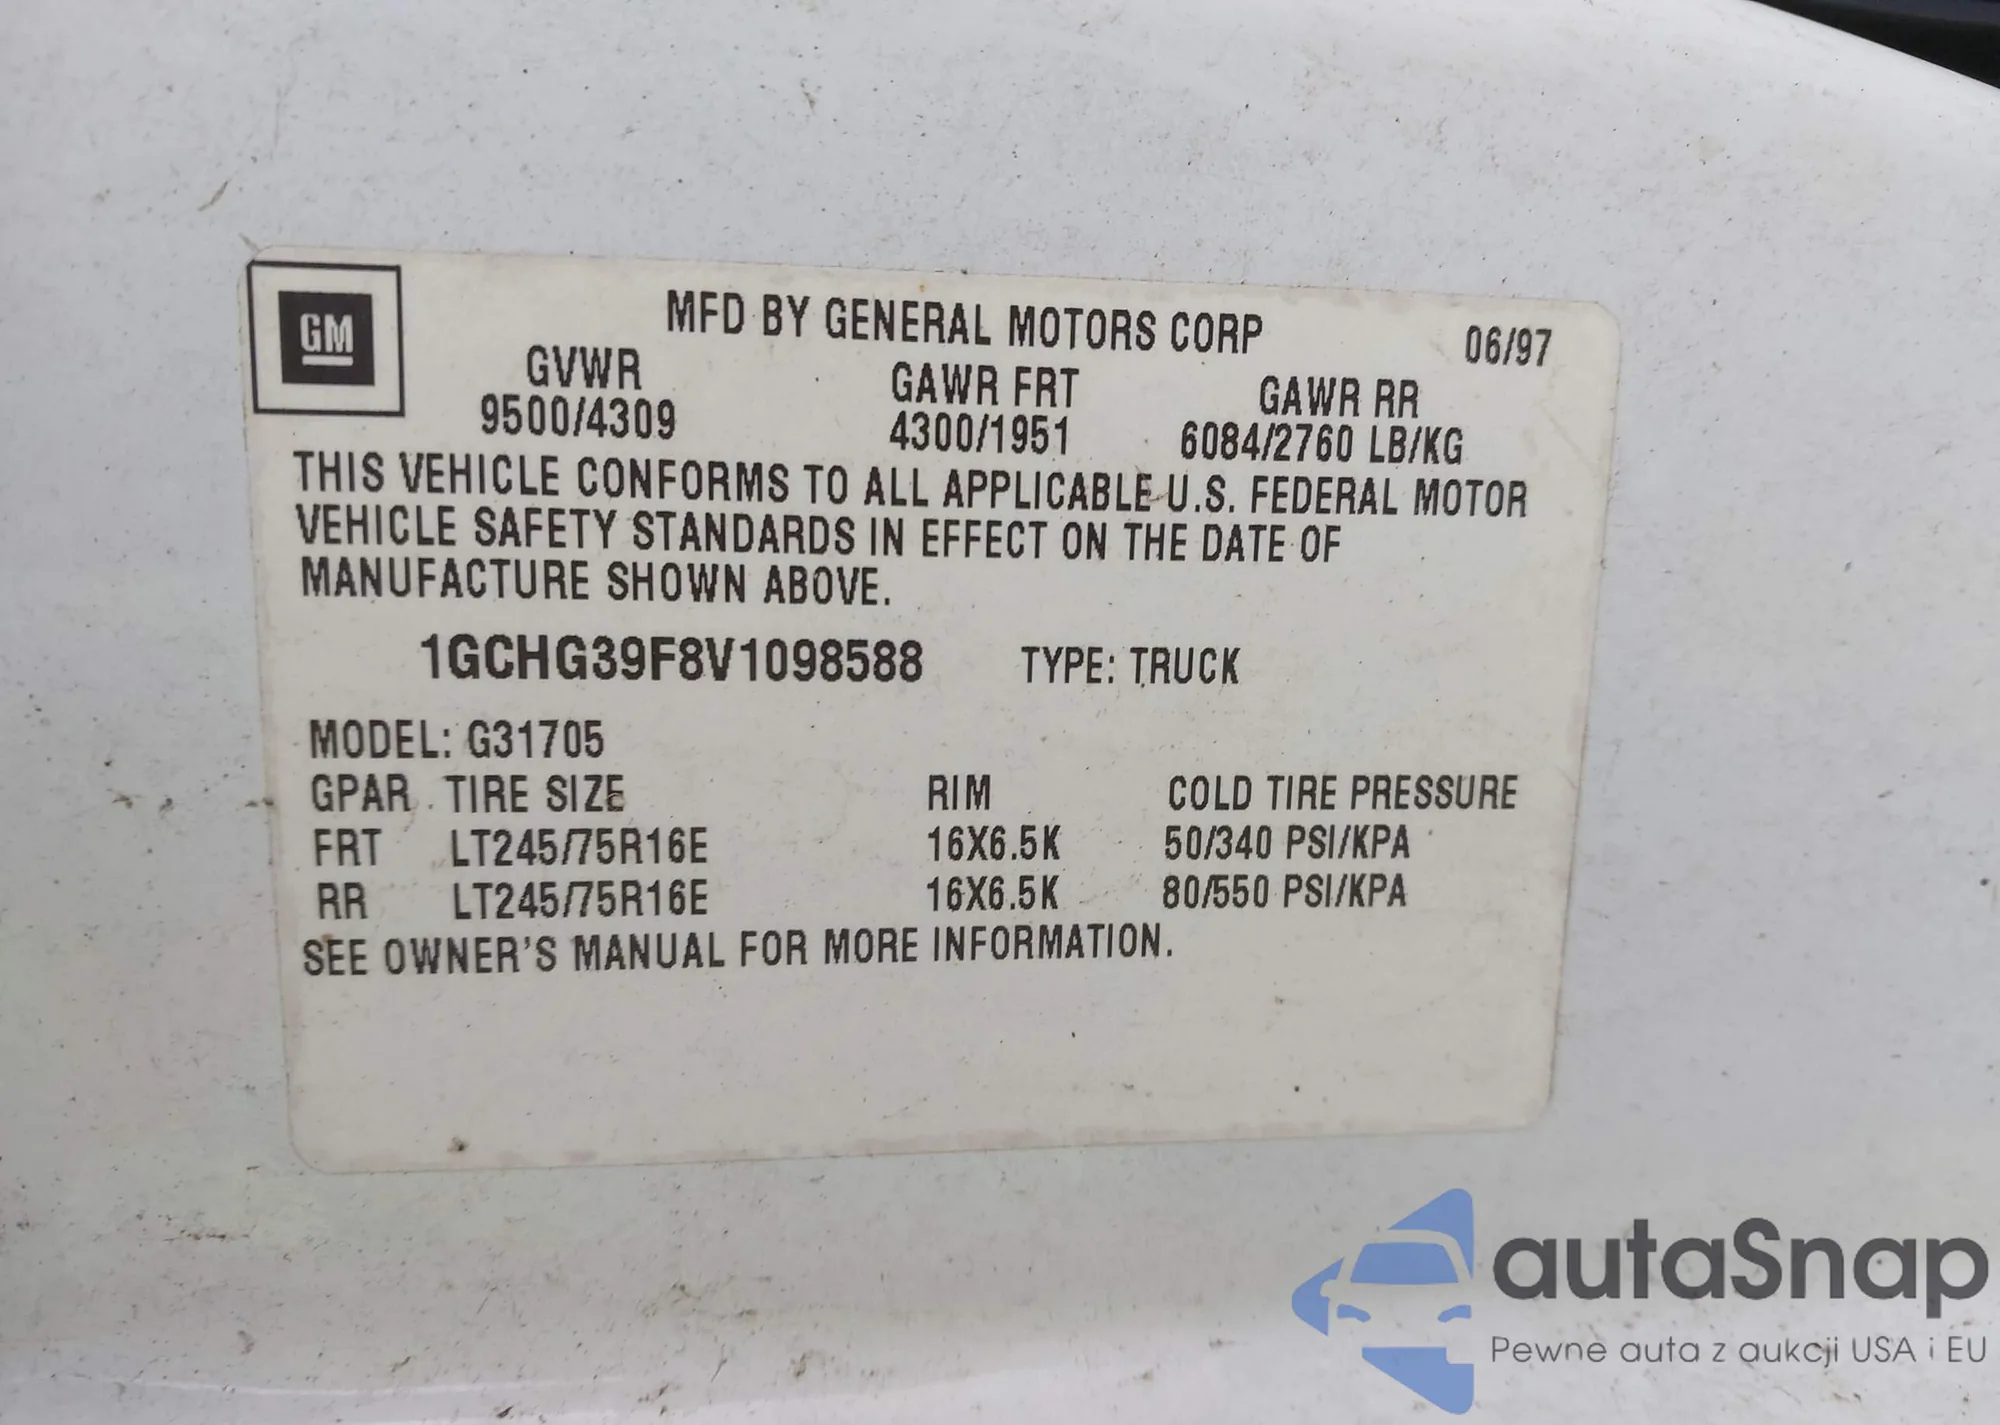 GM
MFD BY GENERAL MOTORS CORP 06/97
GVWR GAWR FRT GAWR RR
9500/4309 4300/1951 6084/2760 LB/KG
THIS VEHICLE CONFORMS TO ALL APPLICABLE U.S. FEDERAL MOTOR
VEHICLE SAFETY STANDARDS IN EFFECT ON THE DATE OF
MANUFACTURE SHOWN ABOVE.
1GCHG39F8V1098588 TYPE: TRUCK
MODEL: G31705
GPAR TIRE SIZE RIM COLD TIRE PRESSURE
FRT LT245/75R16E 16X6.5K 50/340 PSI/KPA
RR LT245/75R16E 16X6.5K 80/550 PSI/KPA
SEE OWNER'S MANUAL FOR MORE INFORMATION.
autaSnap
Pewne auta z aukcji USA i EU